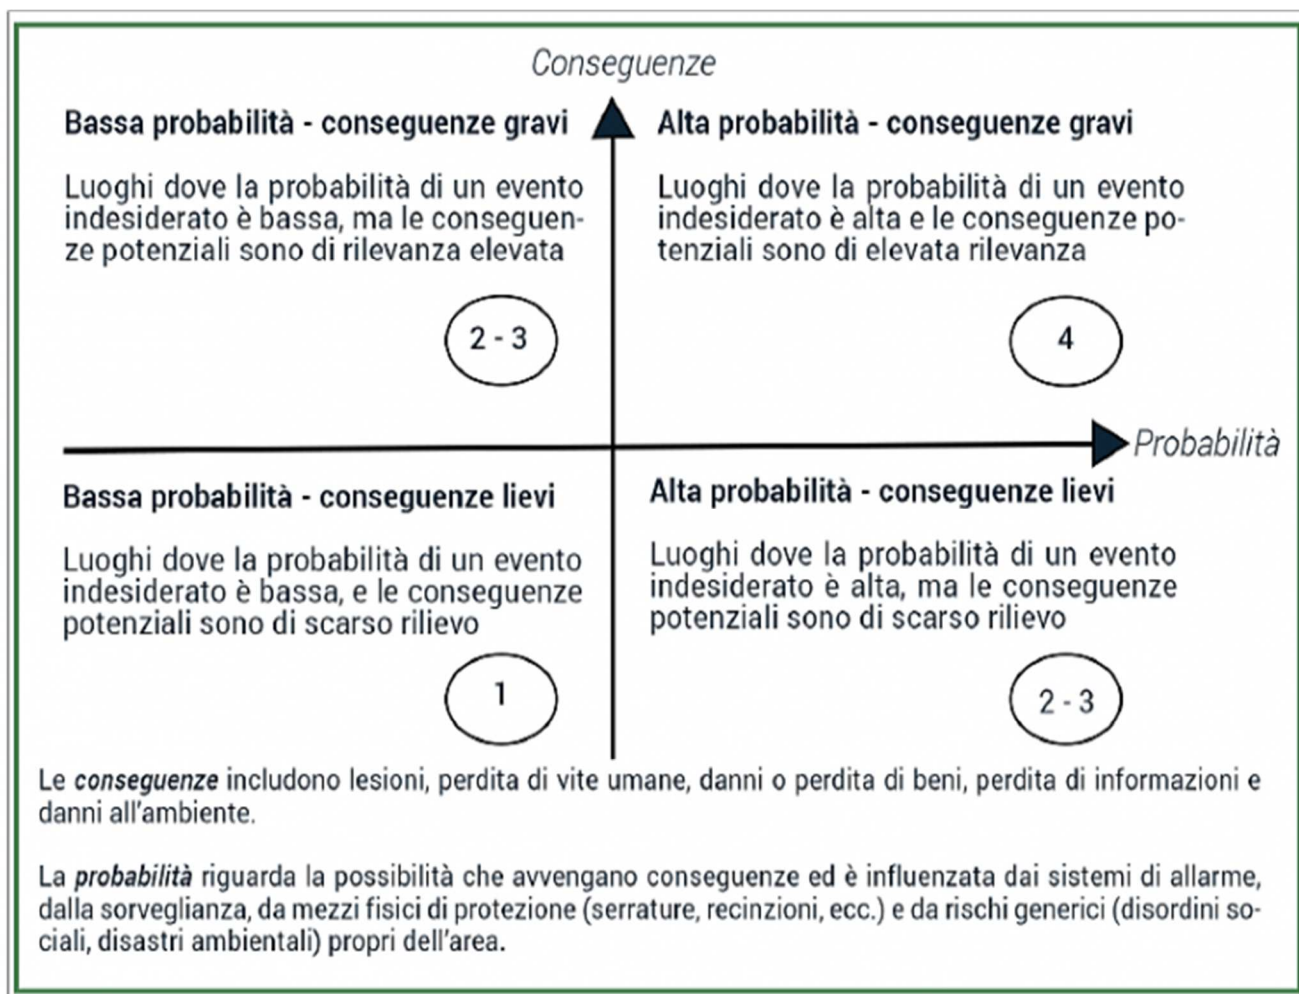 Conseguenze
Bassa probabilità - conseguenze gravi
Luoghi dove la probabilità di un evento
indesiderato è bassa, ma le conseguen-
ze potenziali sono di rilevanza elevata
2 - 3
Alta probabilità - conseguenze gravi
Luoghi dove la probabilità di un evento
indesiderato è alta e le conseguenze po-
tenziali sono di elevata rilevanza
4
Probabilità
Bassa probabilità - conseguenze lievi
Luoghi dove la probabilità di un evento
indesiderato è bassa, e le conseguenze
potenziali sono di scarso rilievo
1
Alta probabilità - conseguenze lievi
Luoghi dove la probabilità di un evento
indesiderato è alta, ma le conseguenze
potenziali sono di scarso rilievo
2 - 3
Le conseguenze includono lesioni, perdita di vite umane, danni o perdita di beni, perdita di informazioni e
danni all'ambiente.
La probabilità riguarda la possibilità che avvengano conseguenze ed è influenzata dai sistemi di allarme,
dalla sorveglianza, da mezzi fisici di protezione (serrature, recinzioni, ecc.) e da rischi generici (disordini so-
ciali, disastri ambientali) propri dell'area.